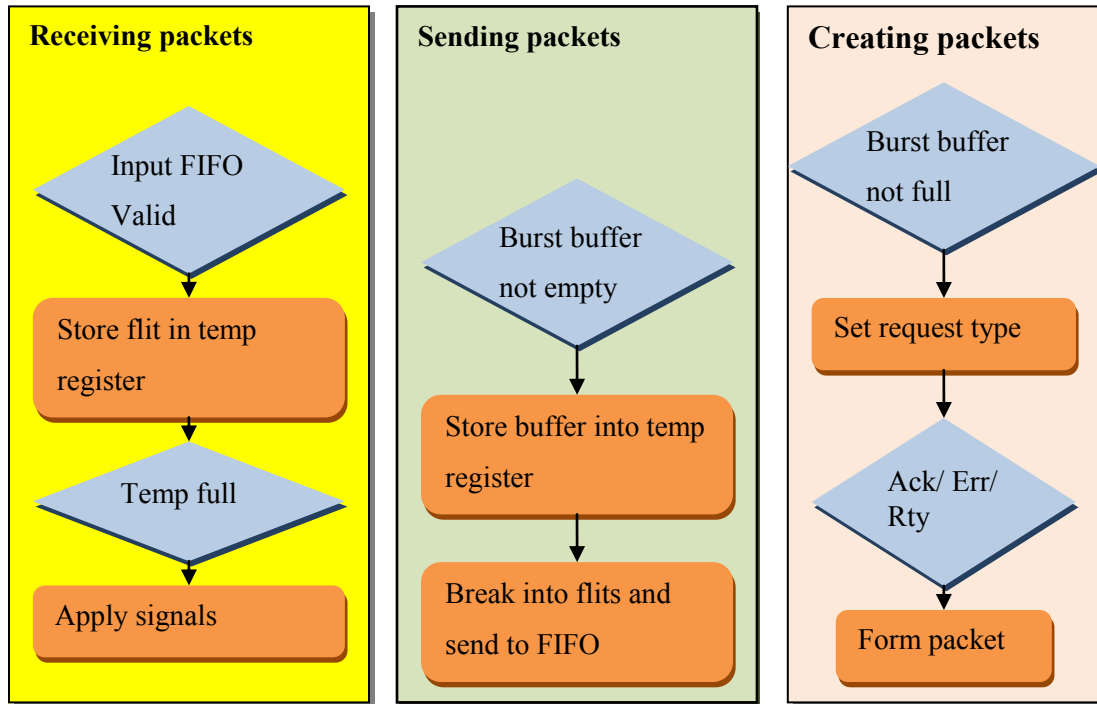 Receiving packets
Input FIFO
Valid
Store flit in temp
register
Temp full
Apply signals
Sending packets
Burst buffer
not empty
Store buffer into temp
register
Break into flits and
send to FIFO
Creating packets
Burst buffer
not full
Set request type
Ack/ Err/
Rty
Form packet